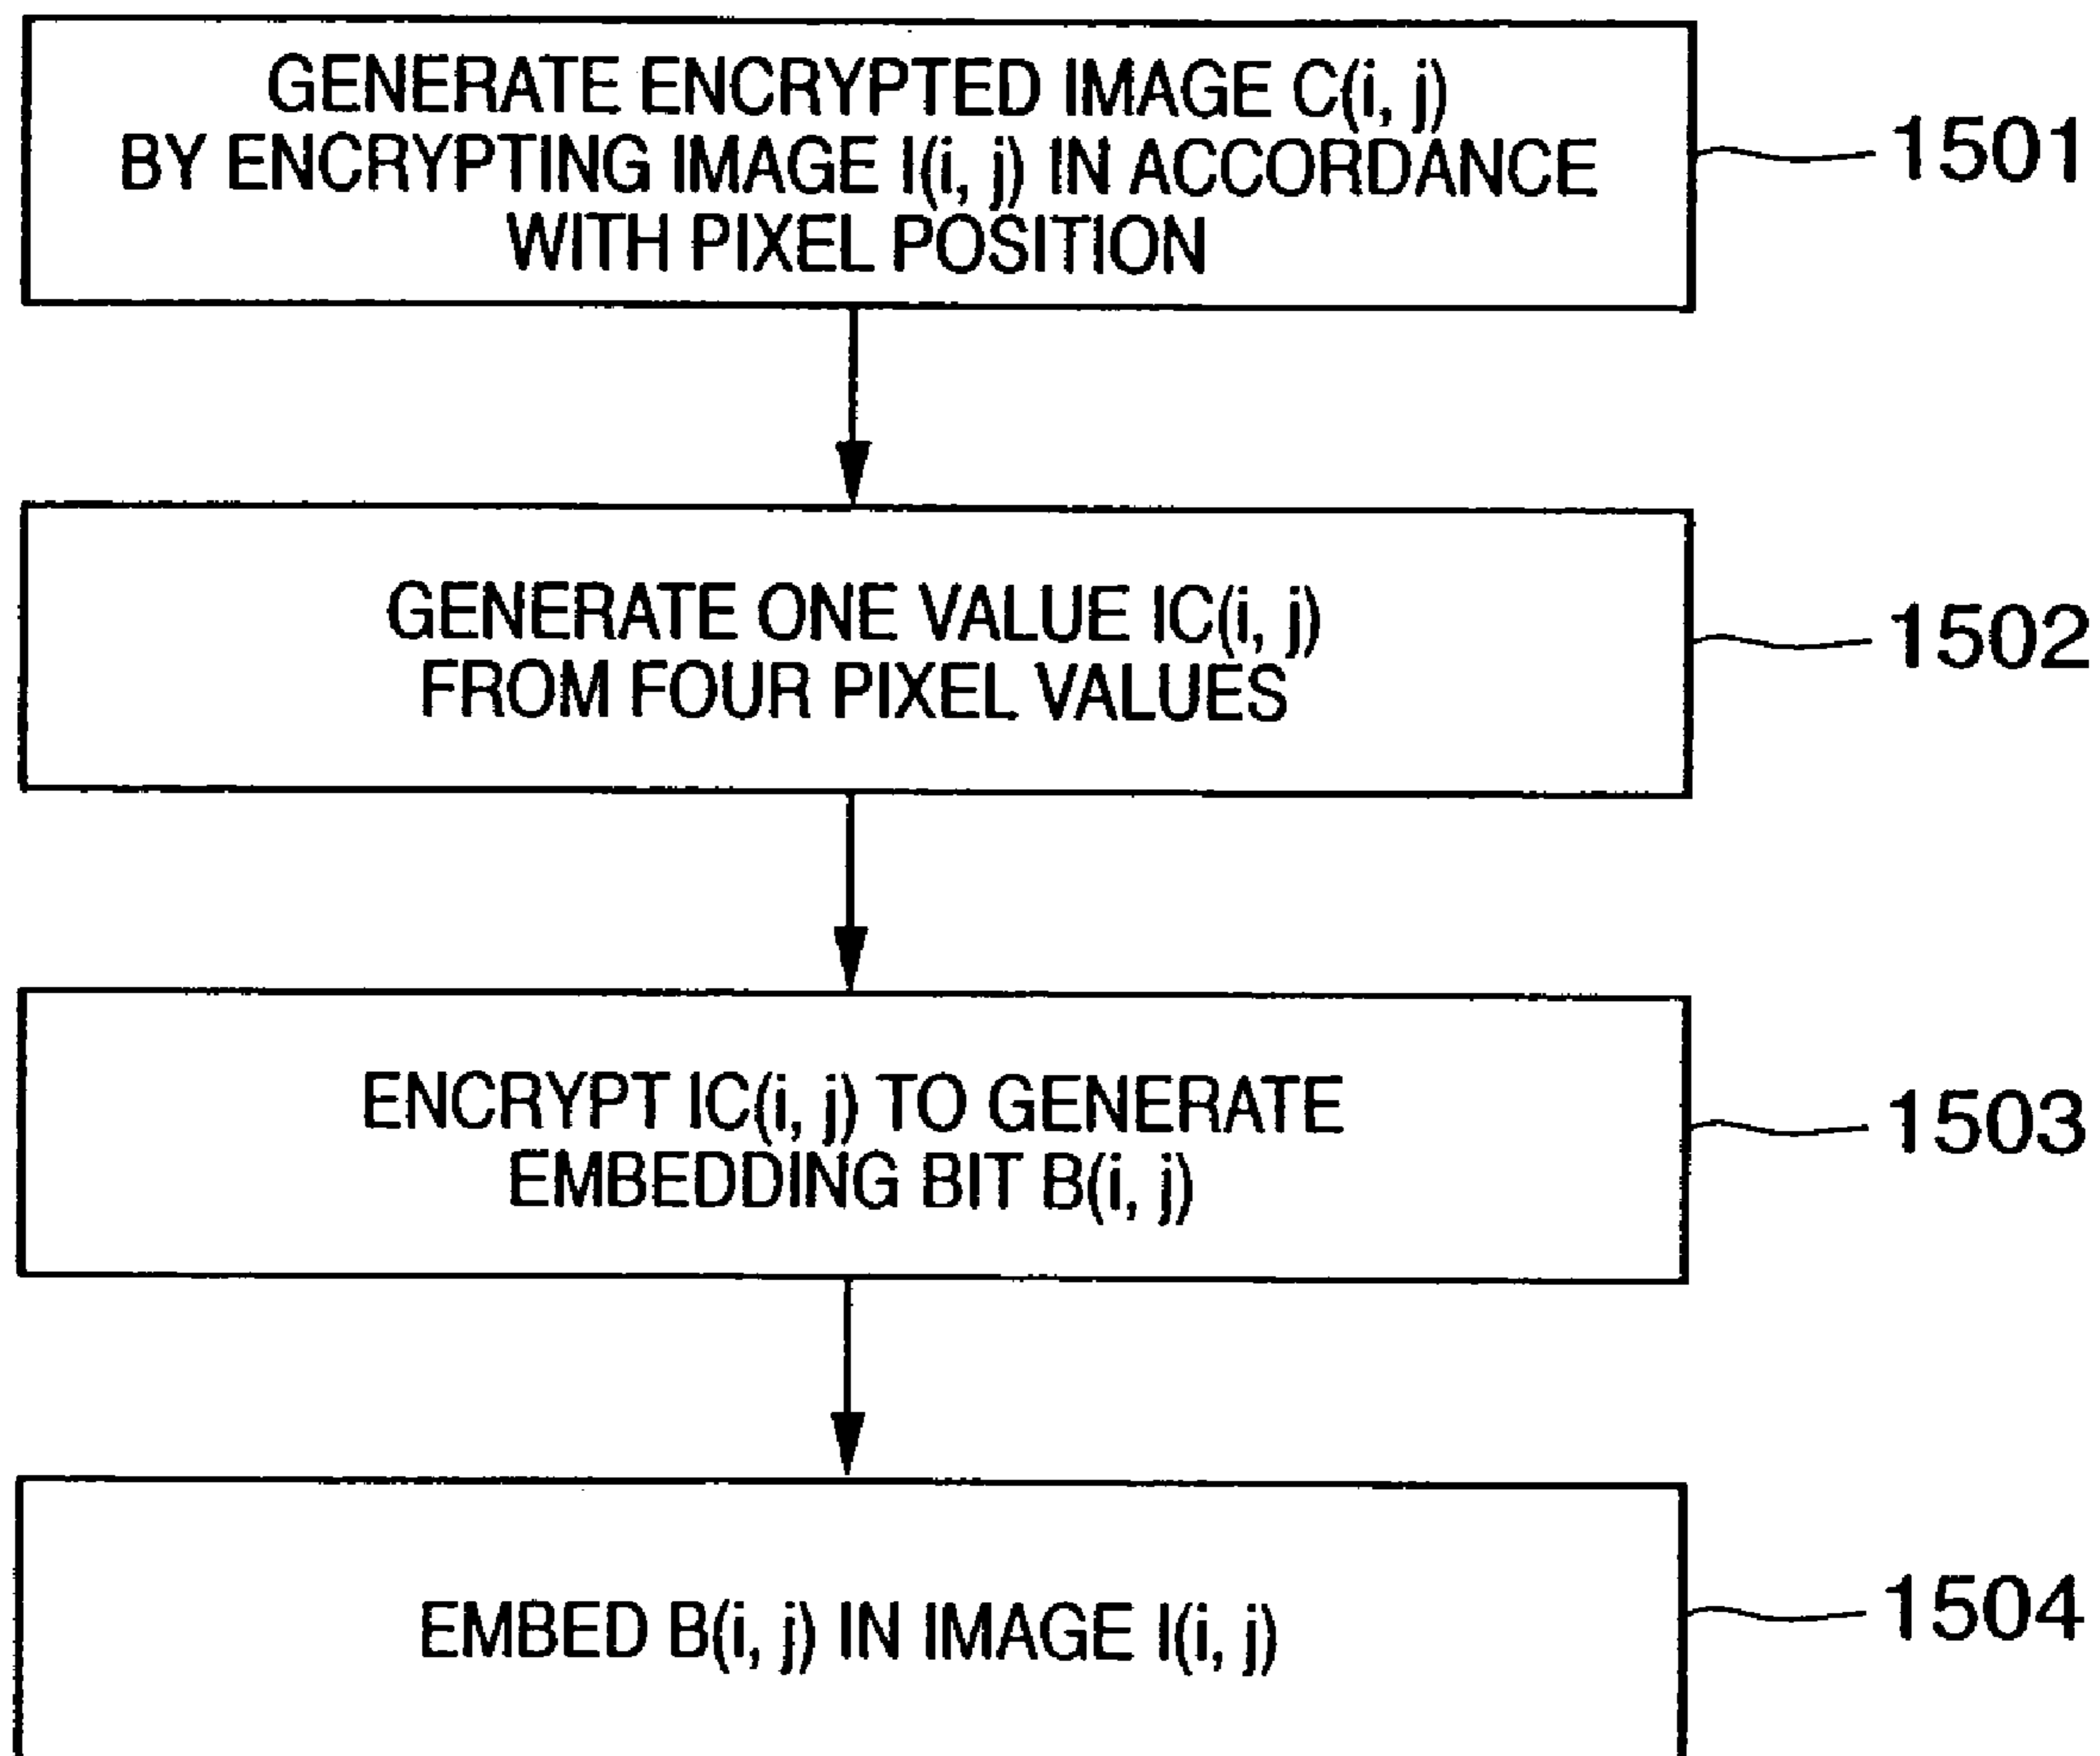 GENERATE ENCRYPTED IMAGE C(i, j)
BY ENCRYPTING IMAGE I(i, j) IN ACCORDANCE
WITH PIXEL POSITION
1501
GENERATE ONE VALUE IC(i, j)
FROM FOUR PIXEL VALUES
1502
ENCRYPT IC(i, j) TO GENERATE
EMBEDDING BIT B(i, j)
1503
EMBED B(i, j) IN IMAGE I(i, j)
1504